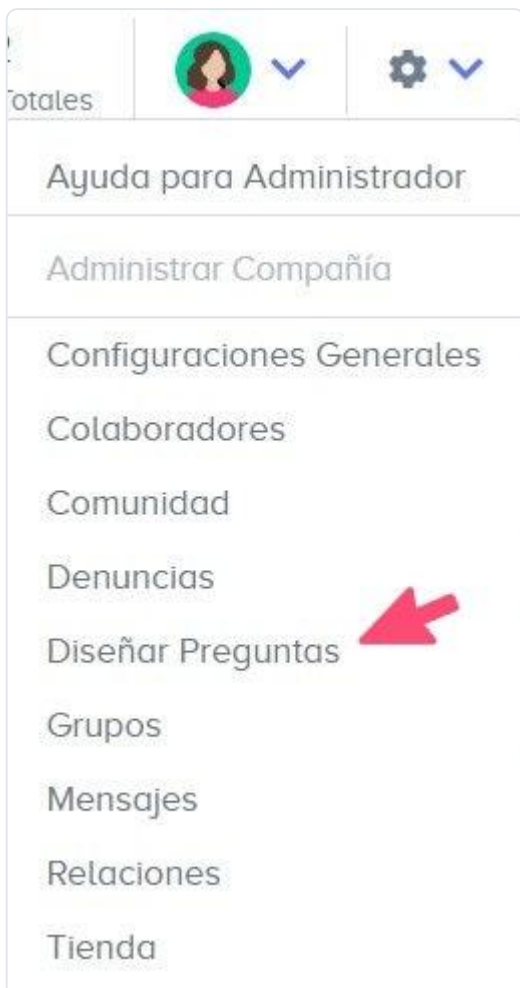 Totales
Ayuda para Administrador
Administrar Compañía
Configuraciones Generales
Colaboradores
Comunidad
Denuncias
Diseñar Preguntas
Grupos
Mensajes
Relaciones
Tienda